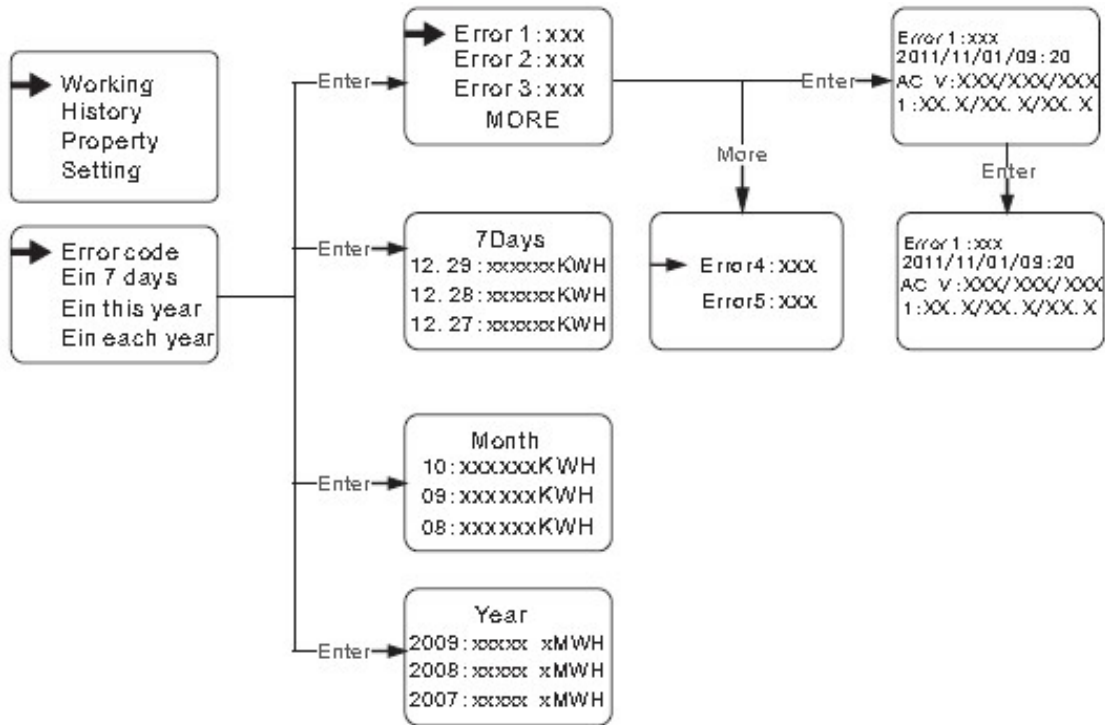 Working
History
Property
Setting
Error code
Ein 7 days
Ein this year
Ein each year
Enter
Error 1:xxx
Error 2:xxx
Error 3:xxx
MORE
Enter
Error 1:xxx
2011/11/01/09:20
AC V:XXX/XXX/XXX
1:XX.X/XX.X/XX.X
More
Enter
Enter
7Days
12.29:xxxxxxKWH
12.28:xxxxxxKWH
12.27:xxxxxxKWH
Error4:xxx
Error5:xxx
Error 1:xxx
2011/11/01/09:20
AC V:XXX/XXX/XXX
1:XX.X/XX.X/XX.X
Enter
Month
10:xxxxxxKWH
09:xxxxxxKWH
08:xxxxxxKWH
Enter
Year
2009:xxxxx xMWH
2008:xxxxx xMWH
2007:xxxxx xMWH